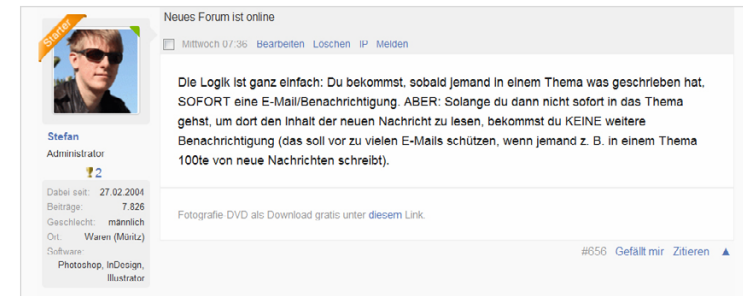 Neues Forum ist online
Starter
Mittwoch 07:36 Bearbeiten Löschen IP Melden
Die Logik ist ganz einfach: Du bekommst, sobald jemand in einem Thema was geschrieben hat,
SOFORT eine E-Mail/Benachrichtigung. ABER: Solange du dann nicht sofort in das Thema
gehst, um dort den Inhalt der neuen Nachricht zu lesen, bekommst du KEINE weitere
Benachrichtigung (das soll vor zu vielen E-Mails schützen, wenn jemand z. B. in einem Thema
100te von neue Nachrichten schreibt).
Stefan
Administrator
2
Dabei seit: 27.02.2004
Beiträge: 7.826
Geschlecht: männlich
Ort: Waren (Müritz)
Software:
Photoshop, InDesign,
Illustrator
Fotografie-DVD als Download gratis unter diesem Link.
#656 Gefällt mir Zitieren ▲